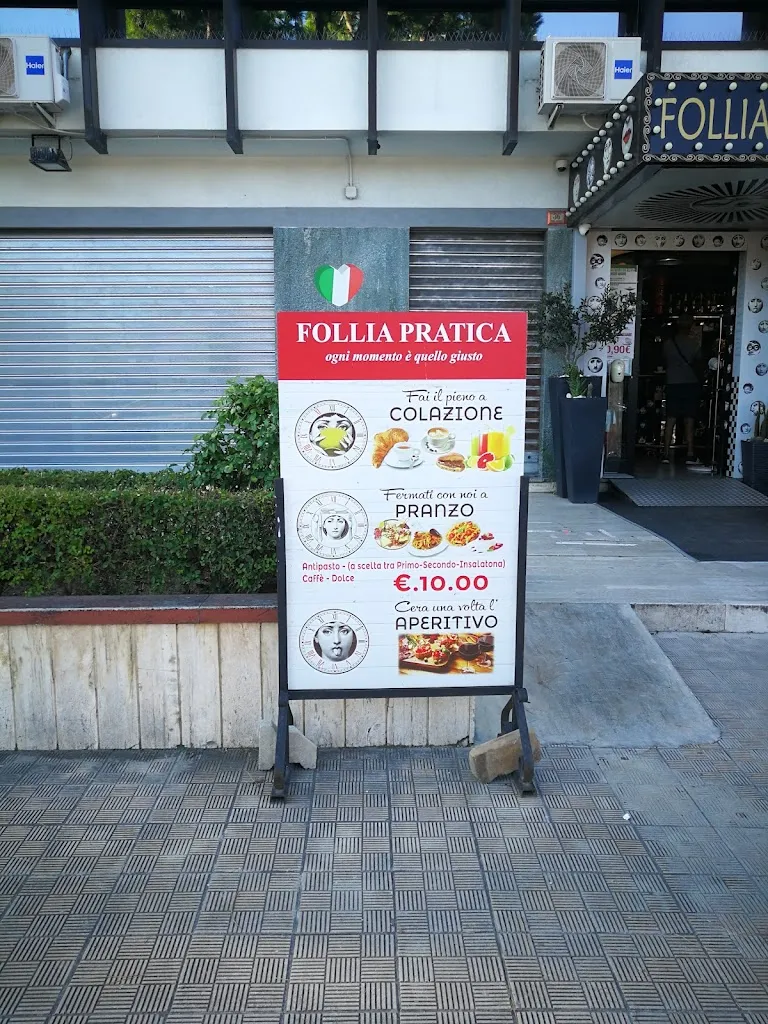 Haier
Haier
FOLLIA
FOLLIA PRATICA
ogni momento è quello giusto
Fai il pieno a
COLAZIONE
Fermati con noi a
PRANZO
Antipasto - (a scelta tra Primo-Secondo-Insalatona)
Caffè - Dolce
€.10.00
Cera una volta l'
APERITIVO
,90€